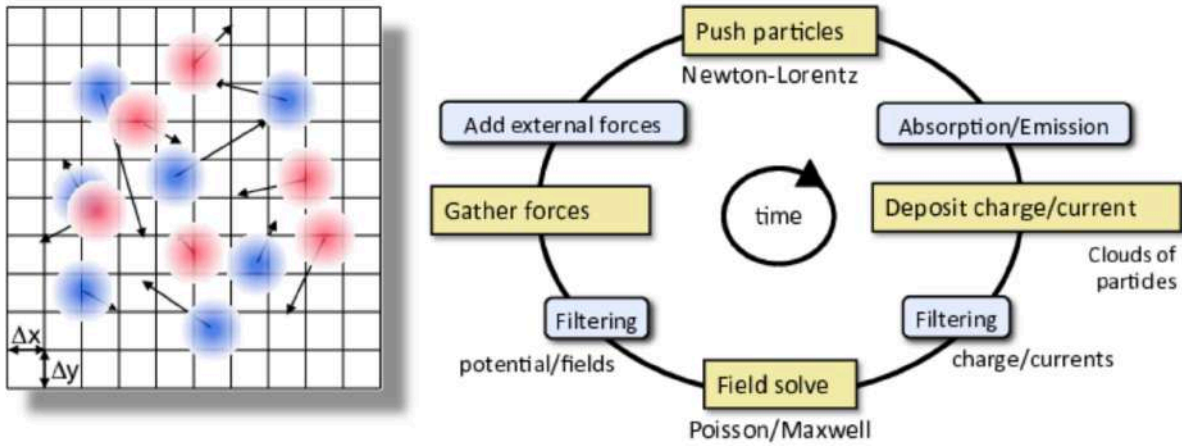 Δx
Δy
Push particles
Newton-Lorentz
Add external forces
Absorption/Emission
Gather forces
time
Deposit charge/current
Clouds of
particles
Filtering
potential/fields
Filtering
charge/currents
Field solve
Poisson/Maxwell